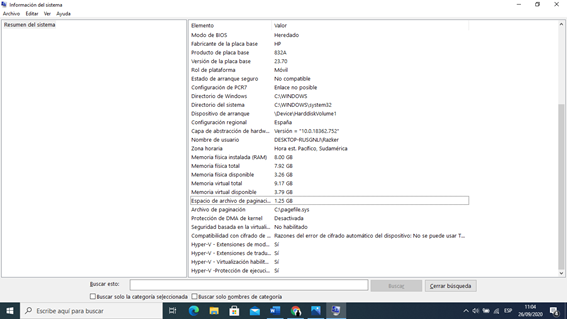 Información del sistema
Archivo Editar Ver Ayuda
Resumen del sistema
Elemento Valor
Modo de BIOS Heredado
Fabricante de la placa base HP
Producto de placa base 832A
Versión de la placa base 23.70
Rol de plataforma Móvil
Estado de arranque seguro No compatible
Configuración de PCR7 Enlace no posible
Directorio de Windows C:\WINDOWS
Directorio del sistema C:\WINDOWS\system32
Dispositivo de arranque \Device\HarddiskVolume1
Configuración regional España
Capa de abstracción de hardw... Versión = "10.0.18362.752"
Nombre de usuario DESKTOP-RUSGNLI\Razker
Zona horaria Hora est. Pacífico, Sudamérica
Memoria física instalada (RAM) 8.00 GB
Memoria física total 7.92 GB
Memoria física disponible 3.26 GB
Memoria virtual total 9.17 GB
Memoria virtual disponible 3.79 GB
Espacio de archivo de paginaci... 1.25 GB
Archivo de paginación C:\pagefile.sys
Protección de DMA de kernel Desactivada
Seguridad basada en la virtuali... No habilitado
Compatibilidad con cifrado de ... Razones del error de cifrado automático del dispositivo: No se puede usar T...
Hyper-V - Extensiones de mod... Sí
Hyper-V - Extensiones de tradu... Sí
Hyper-V - Virtualización habilit... Sí
Hyper-V -Protección de ejecuci... Sí
Buscar esto: Buscar Cerrar búsqueda
Buscar solo la categoría seleccionada Buscar solo nombres de categoría
Escribe aquí para buscar
ESP
11:04
26/09/2020